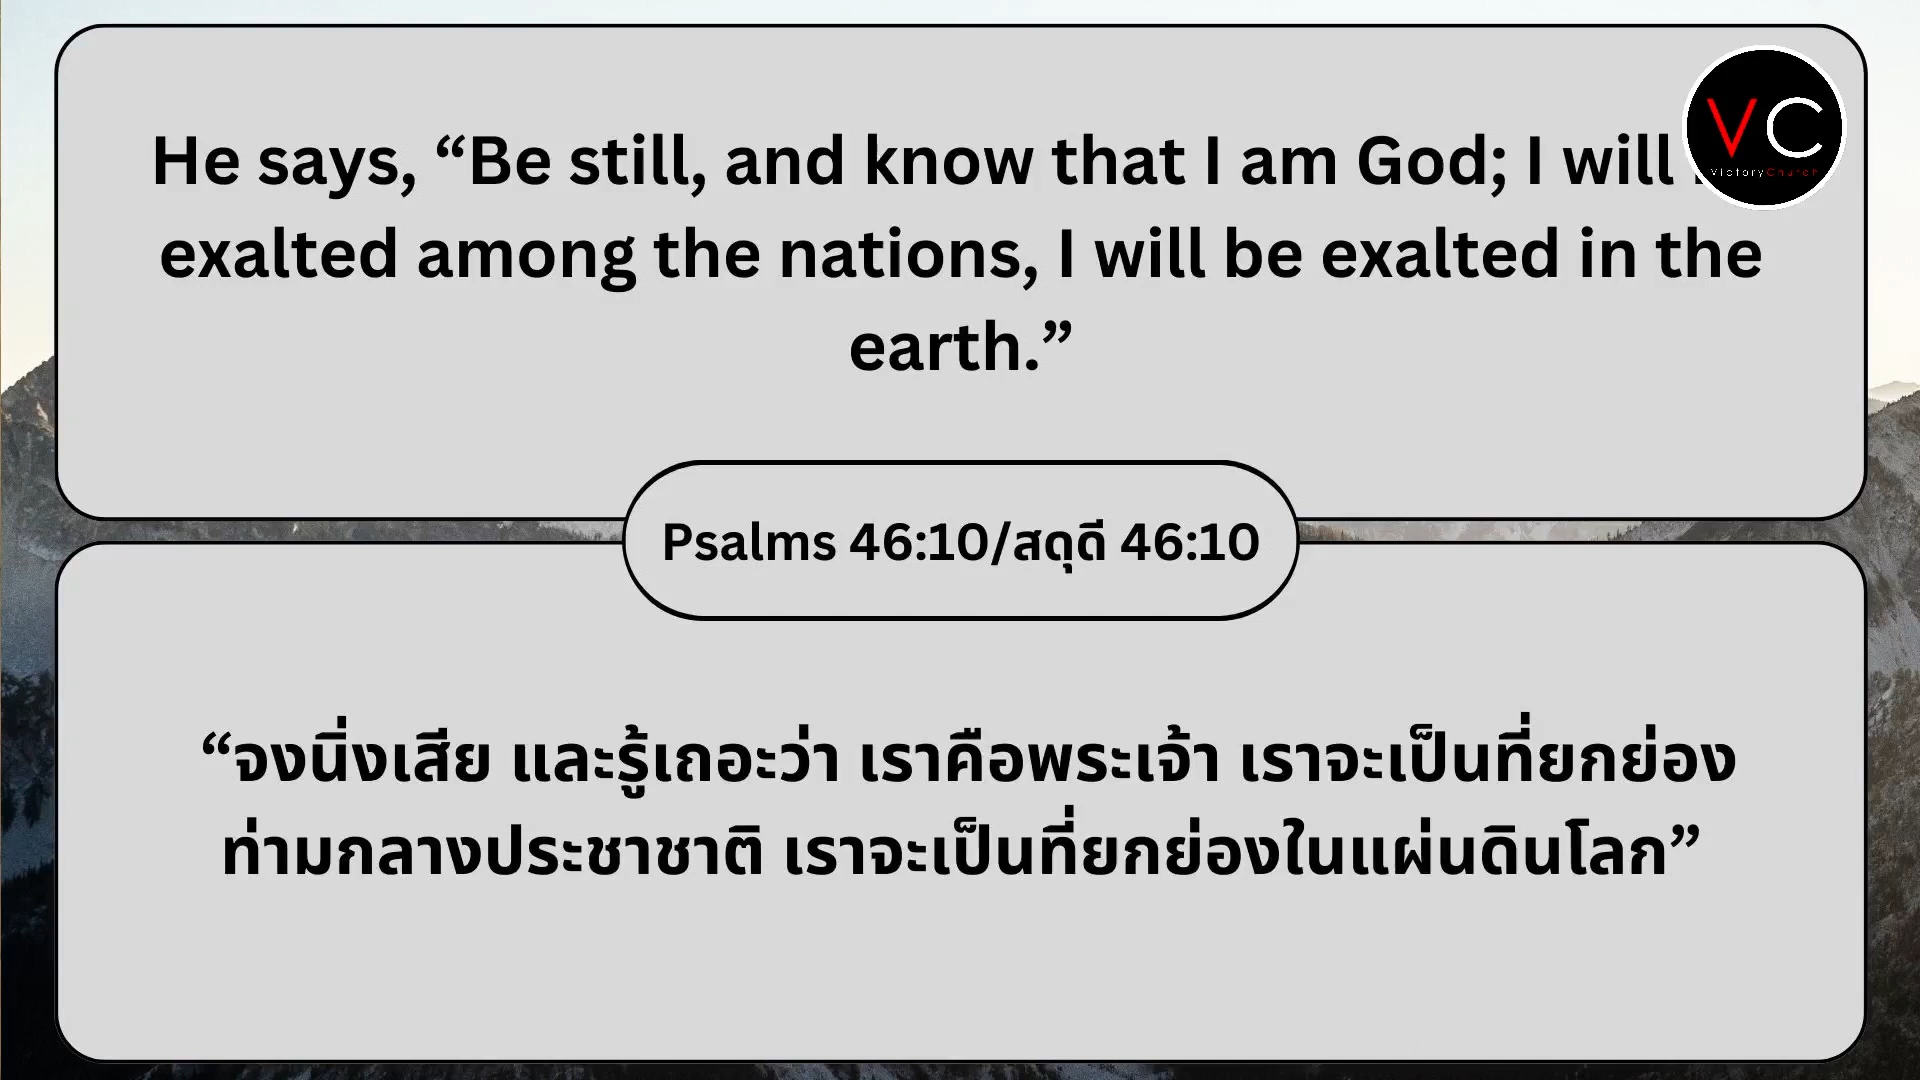 He says, “Be still, and know that I am God; I will
exalted among the nations, I will be exalted in the
earth.”
VC
VictoryChurch
Psalms 46:10/สดุดี 46:10
“จงนิ่งเสีย และรู้เถอะว่า เราคือพระเจ้า เราจะเป็นที่ยกย่อง
ท่ามกลางประชาชาติ เราจะเป็นที่ยกย่องในแผ่นดินโลก”